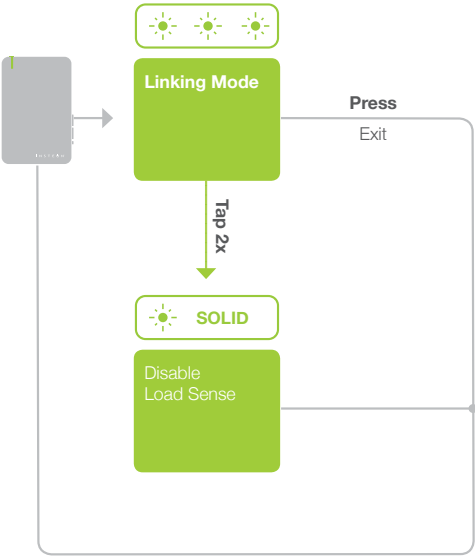 Linking Mode
Press
Exit
Tap 2x
SOLID
Disable
Load Sense